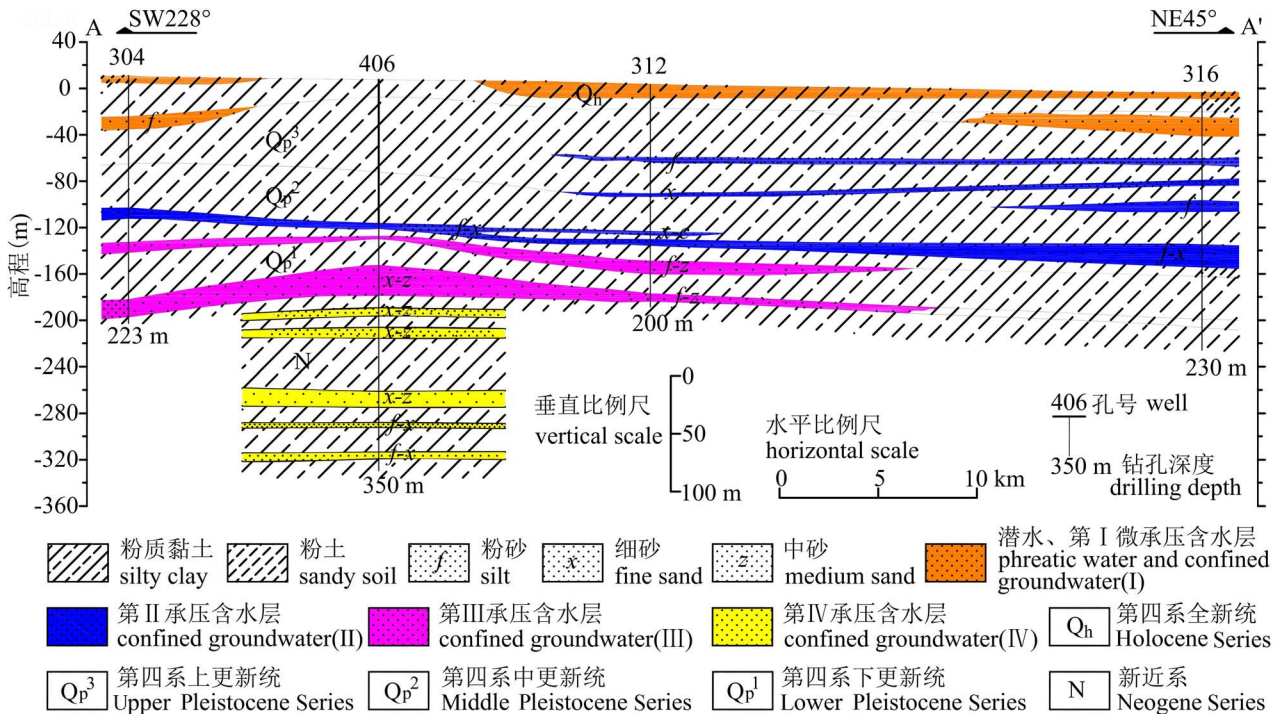 A SW228° NE45° A'
高程(m)
40
0
-40
-80
-120
-160
-200
-240
-280
-320
-360
304 406 312 316
Qh
f
Qp3
f
x
Qp2
f
f-x x-c
f-x
Qp1
f-z
x-z
f-z
x-z
223 m 200 m 230 m
x-z
N
x-z
f-x
f-x
350 m
垂直比例尺
vertical scale
0
50
100 m
水平比例尺
horizontal scale
0 5 10 km
406 孔号 well
350 m 钻孔深度
drilling depth
粉质黏土
silty clay
粉土
sandy soil
f 粉砂
silt
x 细砂
fine sand
z 中砂
medium sand
潜水、第Ⅰ微承压含水层
phreatic water and confined
groundwater(I)
第Ⅱ承压含水层
confined groundwater(II)
第Ⅲ承压含水层
confined groundwater(III)
第Ⅳ承压含水层
confined groundwater(IV)
Qh 第四系全新统
Holocene Series
Qp3 第四系上更新统
Upper Pleistocene Series
Qp2 第四系中更新统
Middle Pleistocene Series
Qp1 第四系下更新统
Lower Pleistocene Series
N 新近系
Neogene Series